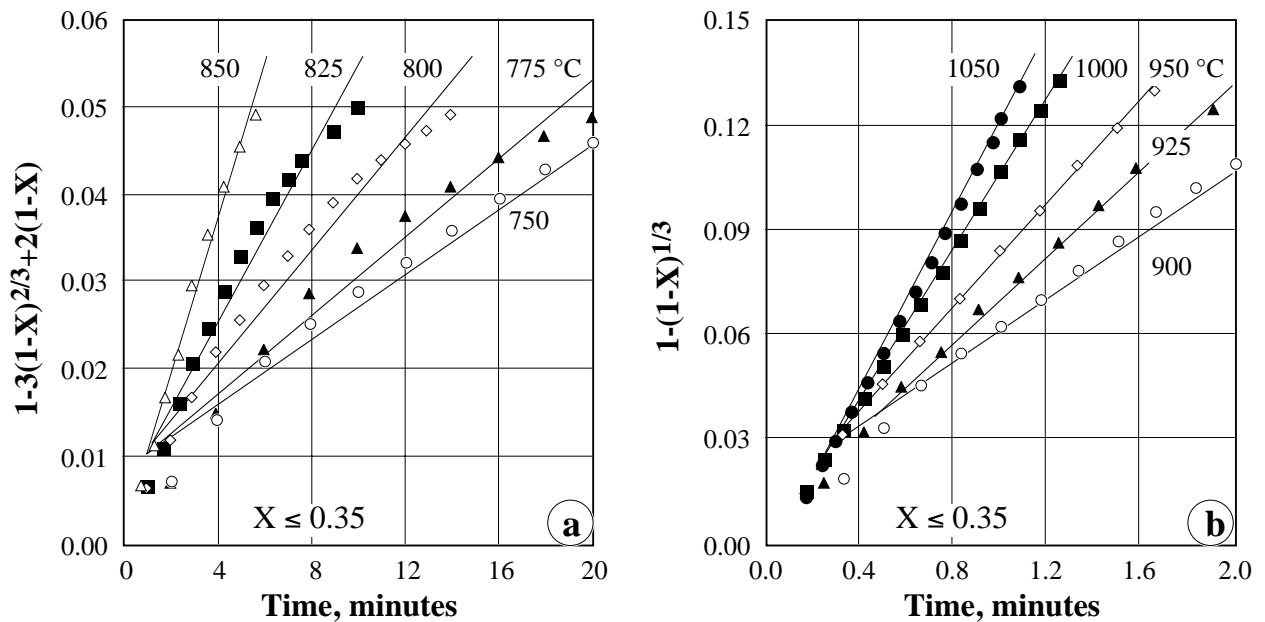 1-3(1-X)^2/3+2(1-X)
0.06
0.05
0.04
0.03
0.02
0.01
0.00
850 825 800 775 °C
750
X ≤ 0.35
a
0 4 8 12 16 20
Time, minutes
1-(1-X)^1/3
0.15
0.12
0.09
0.06
0.03
0.00
1050 1000 950 °C
925
900
X ≤ 0.35
b
0.0 0.4 0.8 1.2 1.6 2.0
Time, minutes